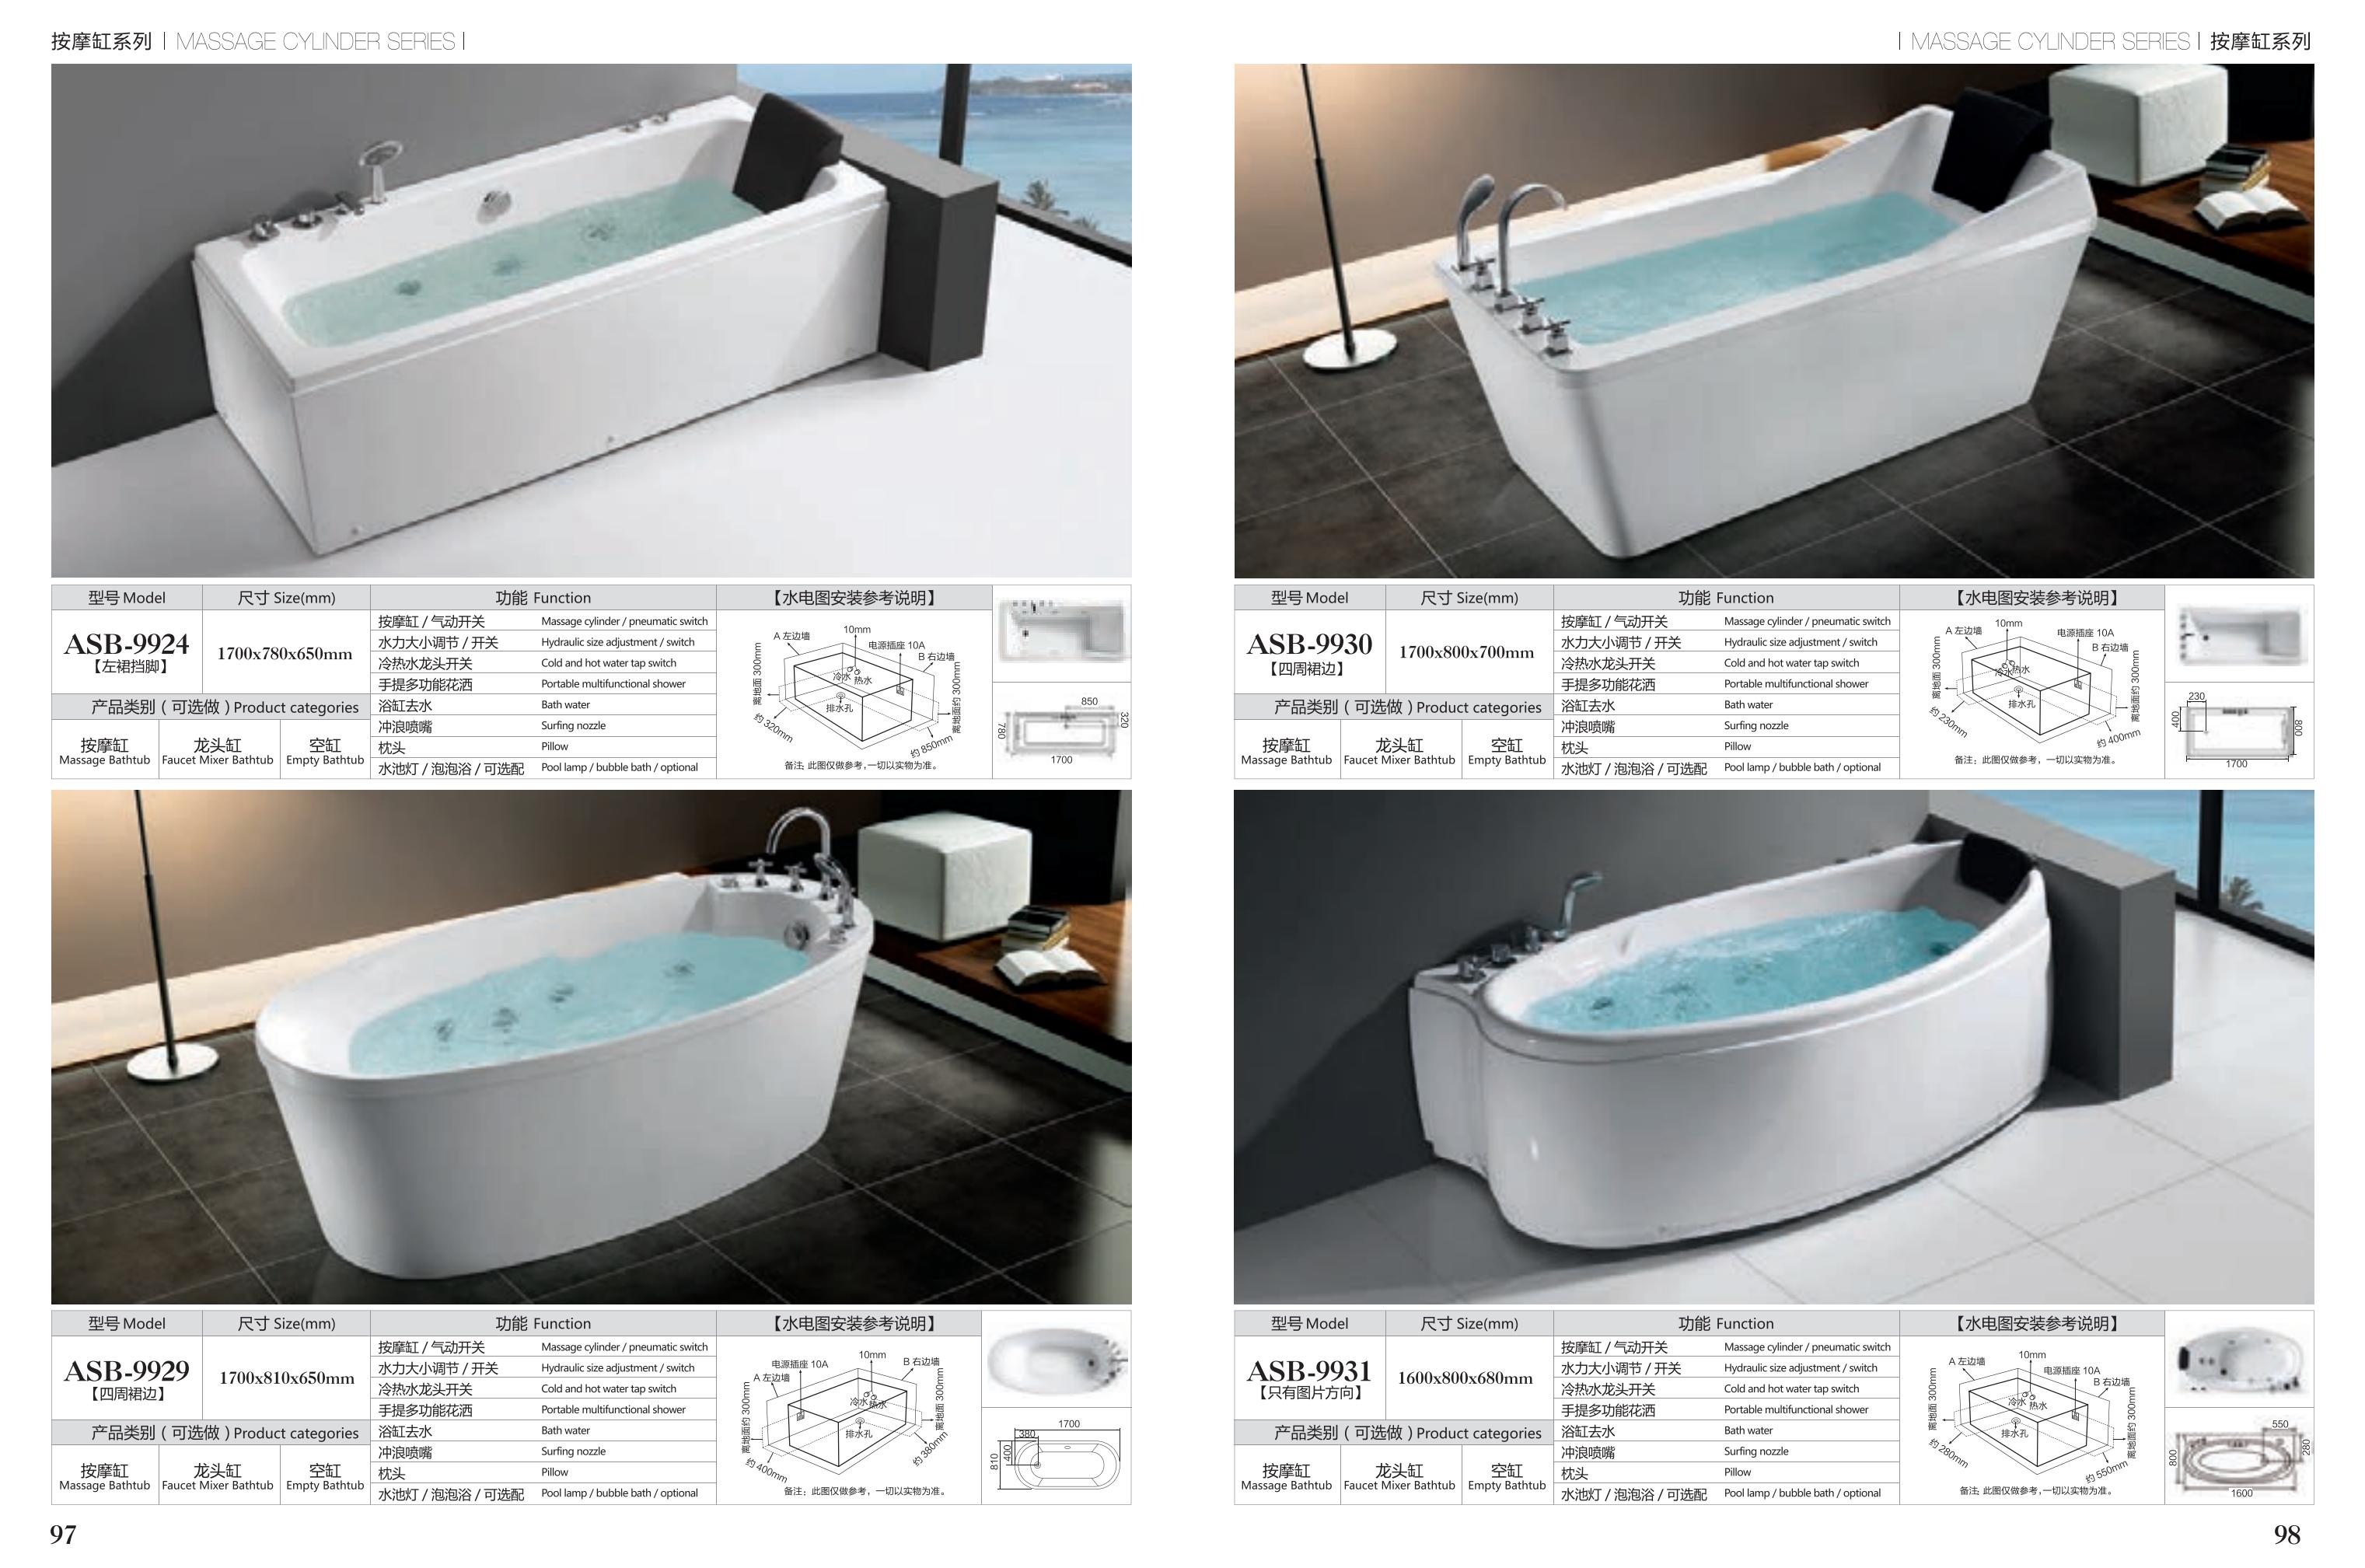 按摩缸系列 | MASSAGE CYLINDER SERIES |
型号 Model
尺寸 Size(mm)
功能 Function
【水电图安装参考说明】
ASB-9924
【左裙挡脚】
1700x780x650mm
产品类别（可选做）Product categories
按摩缸
Massage Bathtub
龙头缸
Faucet Mixer Bathtub
空缸
Empty Bathtub
按摩缸 / 气动开关 Massage cylinder / pneumatic switch
水力大小调节 / 开关 Hydraulic size adjustment / switch
冷热水龙头开关 Cold and hot water tap switch
手提多功能花洒 Portable multifunctional shower
浴缸去水 Bath water
冲浪喷嘴 Surfing nozzle
枕头 Pillow
水池灯 / 泡泡浴 / 可选配 Pool lamp / bubble bath / optional
10mm
A 左边墙
电源插座 10A
B 右边墙
离地面 300mm
冷水 热水
排水孔
离地面约 300mm
约 320mm
约 850mm
备注: 此图仅做参考，一切以实物为准。
850
780
320
1700
型号 Model
尺寸 Size(mm)
功能 Function
【水电图安装参考说明】
ASB-9929
【四周裙边】
1700x810x650mm
产品类别（可选做）Product categories
按摩缸
Massage Bathtub
龙头缸
Faucet Mixer Bathtub
空缸
Empty Bathtub
按摩缸 / 气动开关 Massage cylinder / pneumatic switch
水力大小调节 / 开关 Hydraulic size adjustment / switch
冷热水龙头开关 Cold and hot water tap switch
手提多功能花洒 Portable multifunctional shower
浴缸去水 Bath water
冲浪喷嘴 Surfing nozzle
枕头 Pillow
水池灯 / 泡泡浴 / 可选配 Pool lamp / bubble bath / optional
10mm
电源插座 10A
B 右边墙
A 左边墙
离地面约 300mm
冷水 热水
排水孔
离地面 300mm
约 400mm
约 380mm
备注：此图仅做参考，一切以实物为准。
1700
380
400
810
97
| MASSAGE CYLINDER SERIES | 按摩缸系列
型号 Model
尺寸 Size(mm)
功能 Function
【水电图安装参考说明】
ASB-9930
【四周裙边】
1700x800x700mm
产品类别（可选做）Product categories
按摩缸
Massage Bathtub
龙头缸
Faucet Mixer Bathtub
空缸
Empty Bathtub
按摩缸 / 气动开关 Massage cylinder / pneumatic switch
水力大小调节 / 开关 Hydraulic size adjustment / switch
冷热水龙头开关 Cold and hot water tap switch
手提多功能花洒 Portable multifunctional shower
浴缸去水 Bath water
冲浪喷嘴 Surfing nozzle
枕头 Pillow
水池灯 / 泡泡浴 / 可选配 Pool lamp / bubble bath / optional
10mm
A 左边墙
电源插座 10A
B 右边墙
离地面 300mm
冷水 热水
排水孔
离地面约 300mm
约 230mm
约 400mm
备注：此图仅做参考，一切以实物为准。
230
400
800
1700
型号 Model
尺寸 Size(mm)
功能 Function
【水电图安装参考说明】
ASB-9931
【只有图片方向】
1600x800x680mm
产品类别（可选做）Product categories
按摩缸
Massage Bathtub
龙头缸
Faucet Mixer Bathtub
空缸
Empty Bathtub
按摩缸 / 气动开关 Massage cylinder / pneumatic switch
水力大小调节 / 开关 Hydraulic size adjustment / switch
冷热水龙头开关 Cold and hot water tap switch
手提多功能花洒 Portable multifunctional shower
浴缸去水 Bath water
冲浪喷嘴 Surfing nozzle
枕头 Pillow
水池灯 / 泡泡浴 / 可选配 Pool lamp / bubble bath / optional
10mm
A 左边墙
电源插座 10A
B 右边墙
离地面 300mm
冷水 热水
排水孔
离地面约 300mm
约 280mm
约 550mm
备注: 此图仅做参考，一切以实物为准。
550
280
800
1600
98